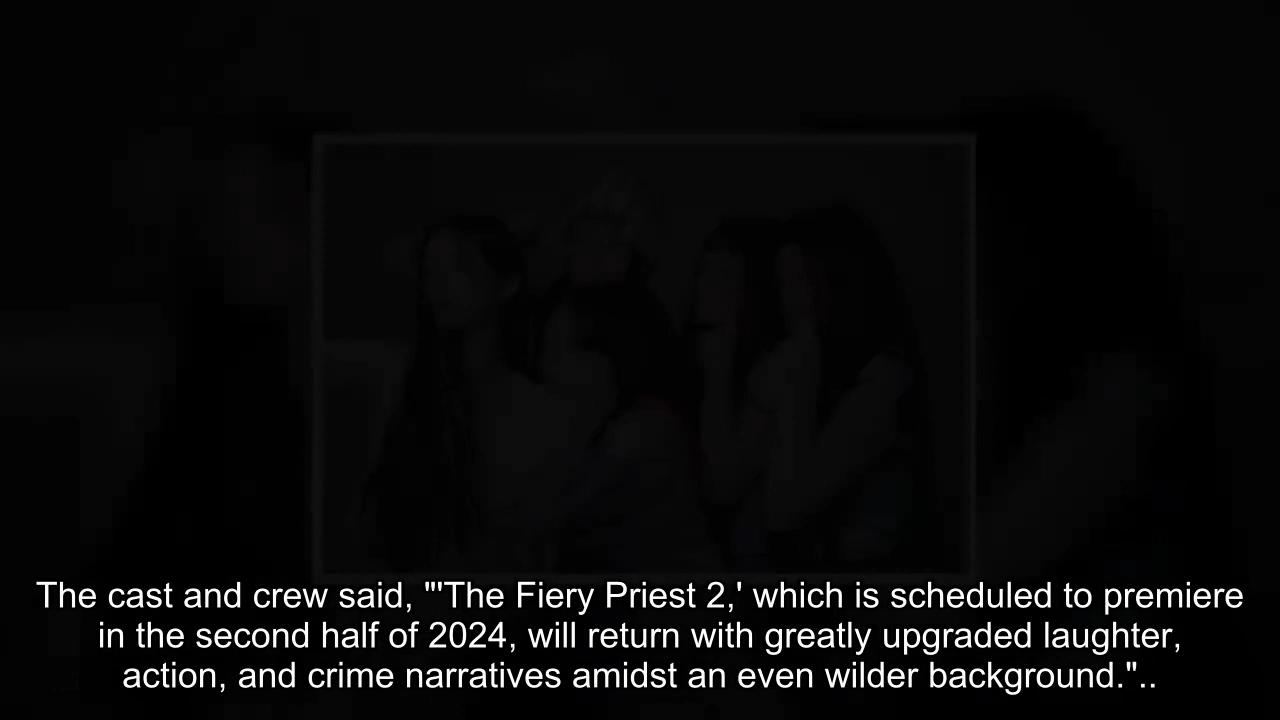 The cast and crew said, "'The Fiery Priest 2,' which is scheduled to premiere
in the second half of 2024, will return with greatly upgraded laughter,
action, and crime narratives amidst an even wilder background."..